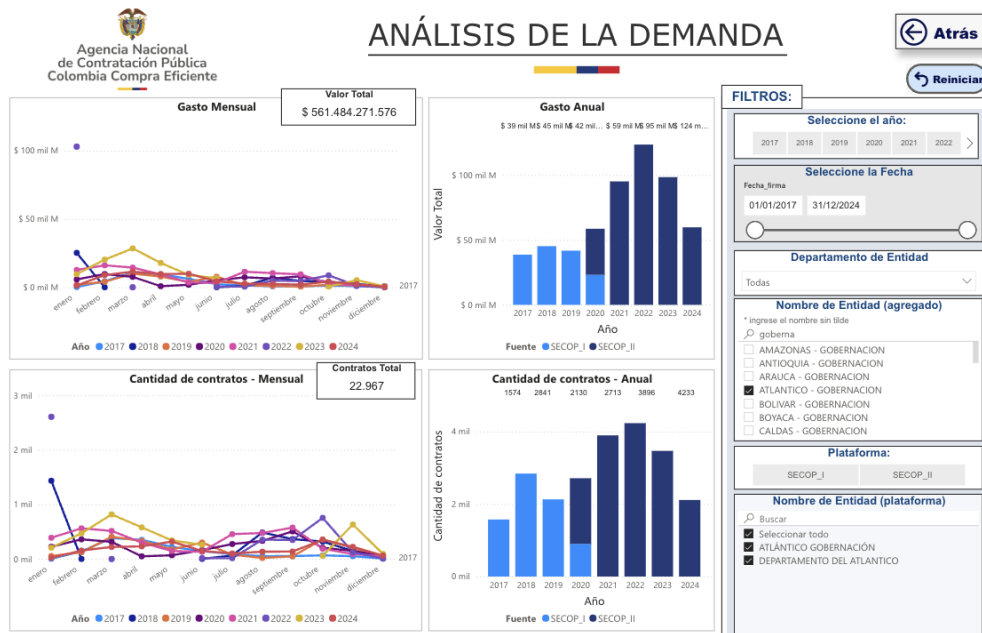 Agencia Nacional
de Contratación Pública
Colombia Compra Eficiente
ANÁLISIS DE LA DEMANDA
Atrás
Reiniciar
Gasto Mensual
Valor Total
$ 561.484.271.576
$ 100 mil M
$ 50 mil M
$ 0 mil M
enero
febrero
marzo
abril
mayo
junio
julio
agosto
septiembre
octubre
noviembre
diciembre
2017
Año 2017 2018 2019 2020 2021 2022 2023 2024
Gasto Anual
$ 39 mil M $ 45 mil M $ 42 mil... $ 59 mil M $ 95 mil M $ 124 m...
Valor Total
$ 100 mil M
$ 50 mil M
$ 0 mil M
2017 2018 2019 2020 2021 2022 2023 2024
Año
Fuente SECOP_I SECOP_II
Cantidad de contratos - Mensual
Contratos Total
22.967
3 mil
2 mil
1 mil
0 mil
enero
febrero
marzo
abril
mayo
junio
julio
agosto
septiembre
octubre
noviembre
diciembre
2017
Año 2017 2018 2019 2020 2021 2022 2023 2024
Cantidad de contratos - Anual
1574 2841 2130 2713 3896 4233
Cantidad de contratos
4 mil
2 mil
0 mil
2017 2018 2019 2020 2021 2022 2023 2024
Año
Fuente SECOP_I SECOP_II
FILTROS:
Seleccione el año:
2017 2018 2019 2020 2021 2022
Seleccione la Fecha
Fecha_firma
01/01/2017 31/12/2024
Departamento de Entidad
Todas
Nombre de Entidad (agregado)
* ingrese el nombre sin tilde
goberna
AMAZONAS - GOBERNACION
ANTIOQUIA - GOBERNACION
ARAUCA - GOBERNACION
ATLANTICO - GOBERNACION
BOLIVAR - GOBERNACION
BOYACA - GOBERNACION
CALDAS - GOBERNACION
Plataforma:
SECOP_I SECOP_II
Nombre de Entidad (plataforma)
Buscar
Seleccionar todo
ATLÁNTICO GOBERNACIÓN
DEPARTAMENTO DEL ATLANTICO